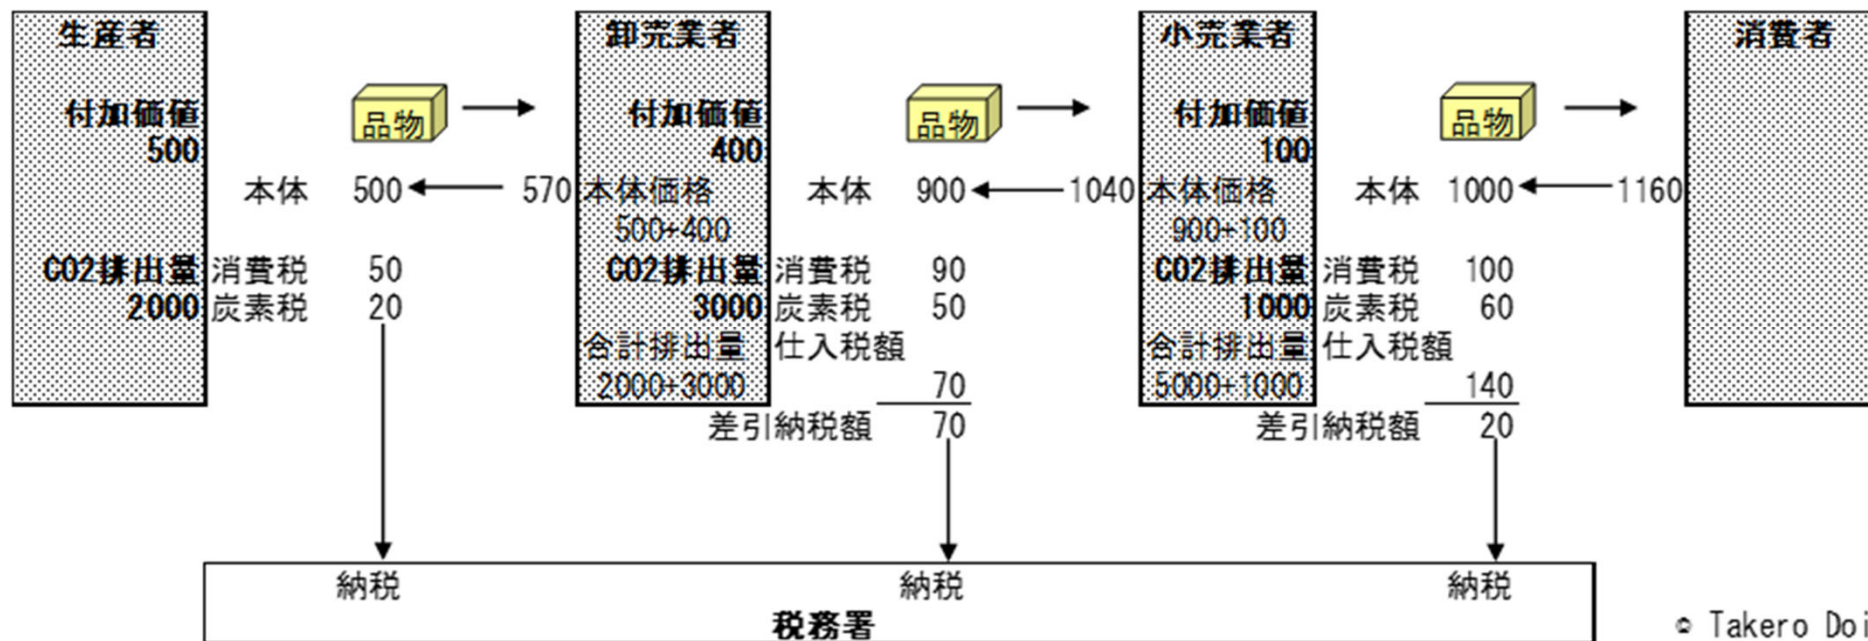 生産者
付加価値
500
品物
本体 500
消費税 50
CO2排出量
2000
炭素税 20
570
卸売業者
付加価値
400
本体価格
500+400
CO2排出量
3000
合計排出量
2000+3000
品物
本体 900
消費税 90
炭素税 50
仕入税額
70
差引納税額 70
1040
小売業者
付加価値
100
本体価格
900+100
CO2排出量
1000
合計排出量
5000+1000
品物
本体 1000
消費税 100
炭素税 60
仕入税額
140
差引納税額 20
1160
消費者
納税 納税 納税
税務署
© Takero Doi